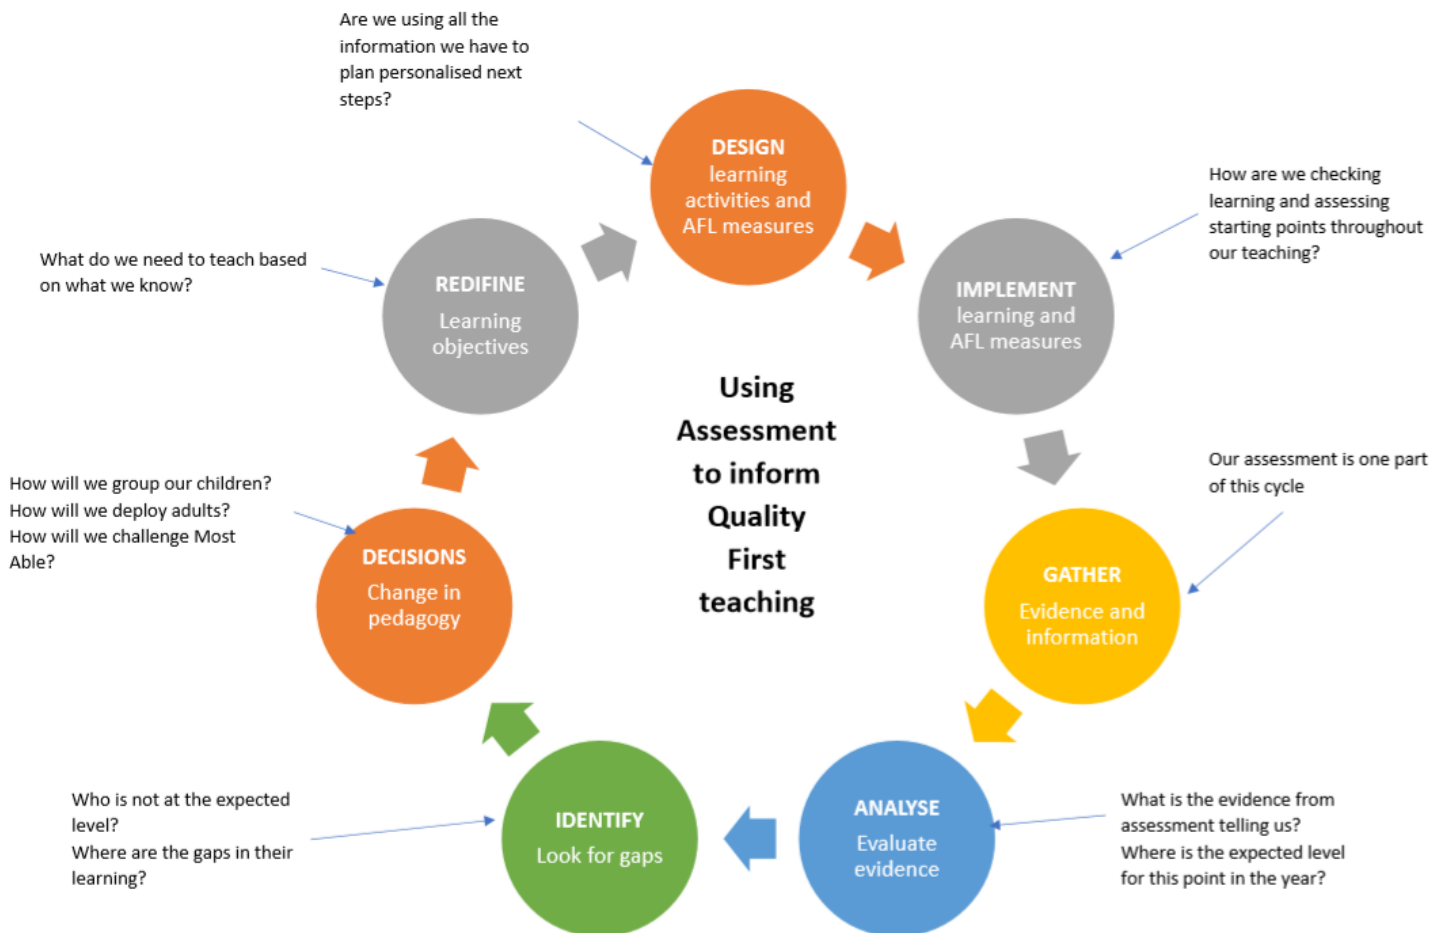 Are we using all the
information we have to
plan personalised next
steps?
DESIGN
learning
activities and
AFL measures
How are we checking
learning and assessing
starting points throughout
our teaching?
IMPLEMENT
learning and
AFL measures
What do we need to teach based
on what we know?
REDIFINE
Learning
objectives
Using
Assessment
to inform
Quality
First
teaching
Our assessment is one part
of this cycle
GATHER
Evidence and
information
How will we group our children?
How will we deploy adults?
How will we challenge Most
Able?
DECISIONS
Change in
pedagogy
What is the evidence from
assessment telling us?
Where is the expected level
for this point in the year?
ANALYSE
Evaluate
evidence
Who is not at the expected
level?
Where are the gaps in their
learning?
IDENTIFY
Look for gaps